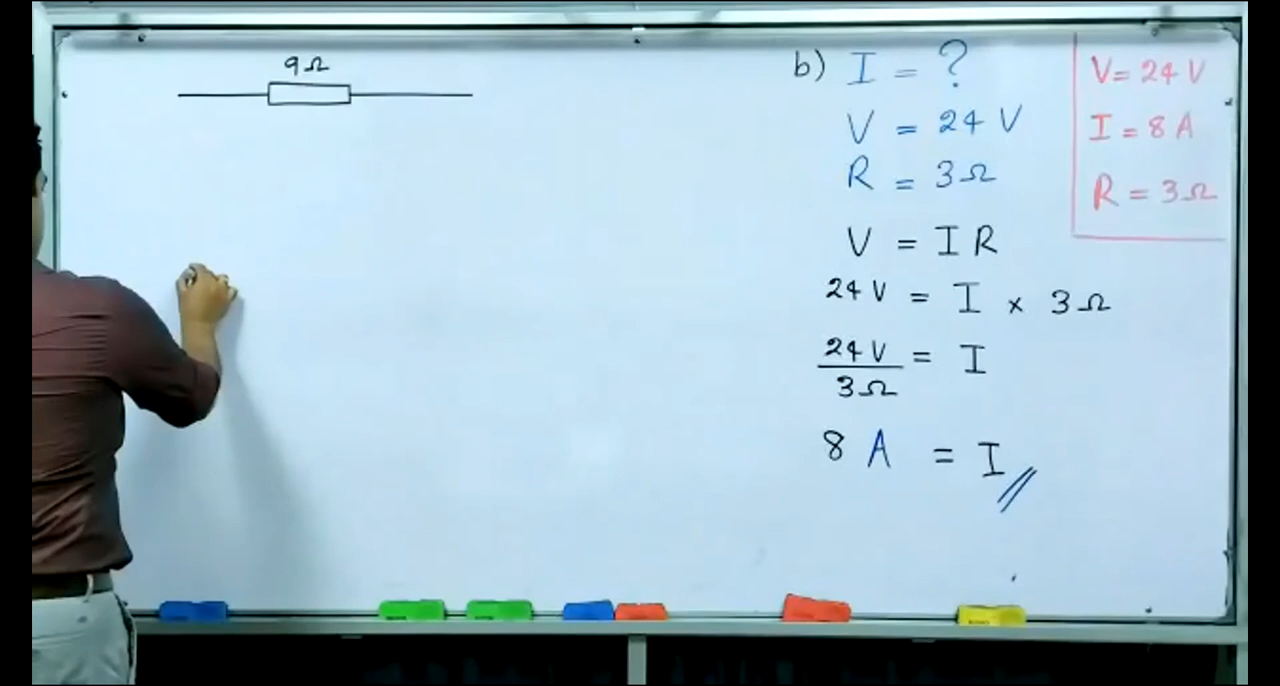 9Ω
b) I = ?
V = 24 V
R = 3Ω
V = I R
24 V = I × 3Ω
24 V
3Ω
= I
8 A = I //
V = 24 V
I = 8 A
R = 3Ω